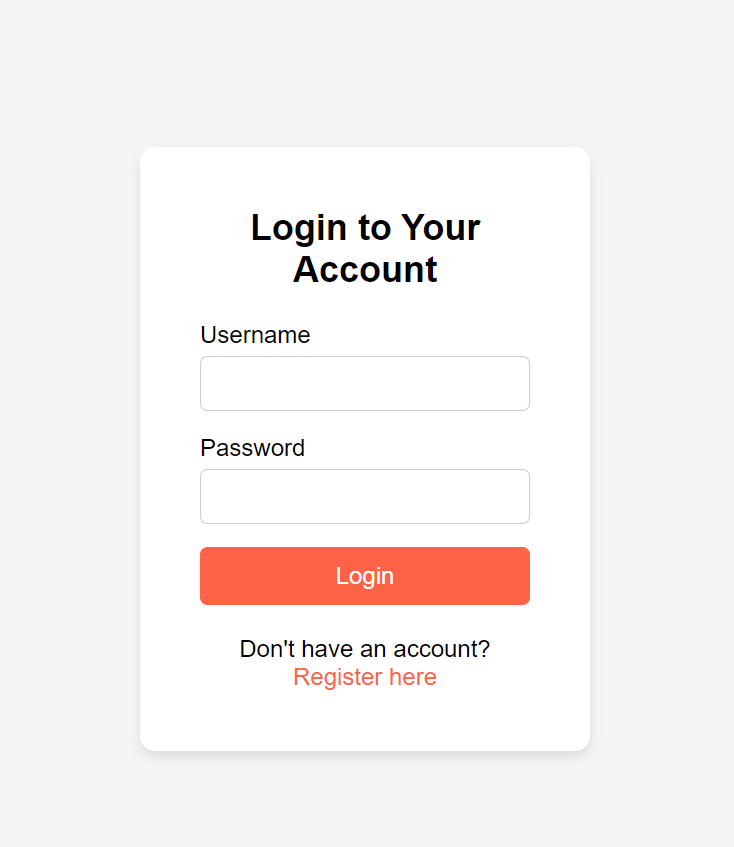 Login to Your
Account
Username
Password
Login
Don't have an account?
Register here